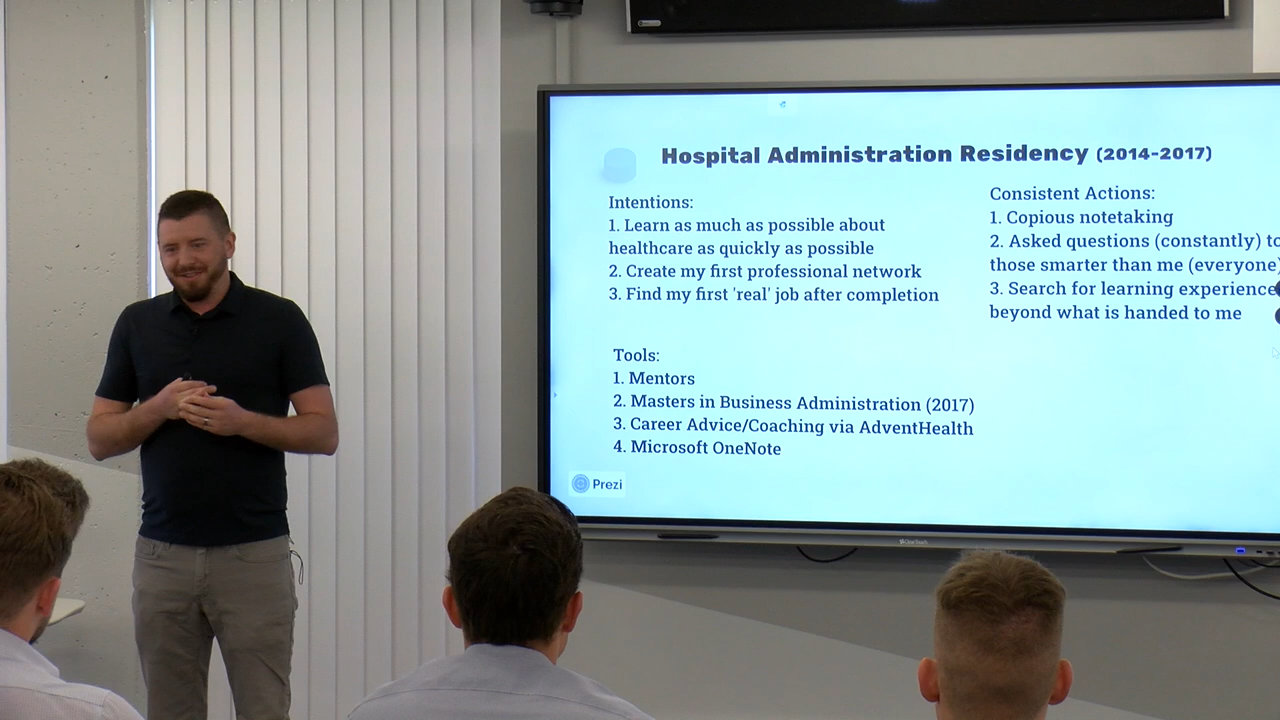 Hospital Administration Residency (2014-2017)
Intentions:
1. Learn as much as possible about
healthcare as quickly as possible
2. Create my first professional network
3. Find my first 'real' job after completion
Consistent Actions:
1. Copious notetaking
2. Asked questions (constantly) to
those smarter than me (everyone)
3. Search for learning experience
beyond what is handed to me
Tools:
1. Mentors
2. Masters in Business Administration (2017)
3. Career Advice/Coaching via AdventHealth
4. Microsoft OneNote
Prezi
ClearTouch